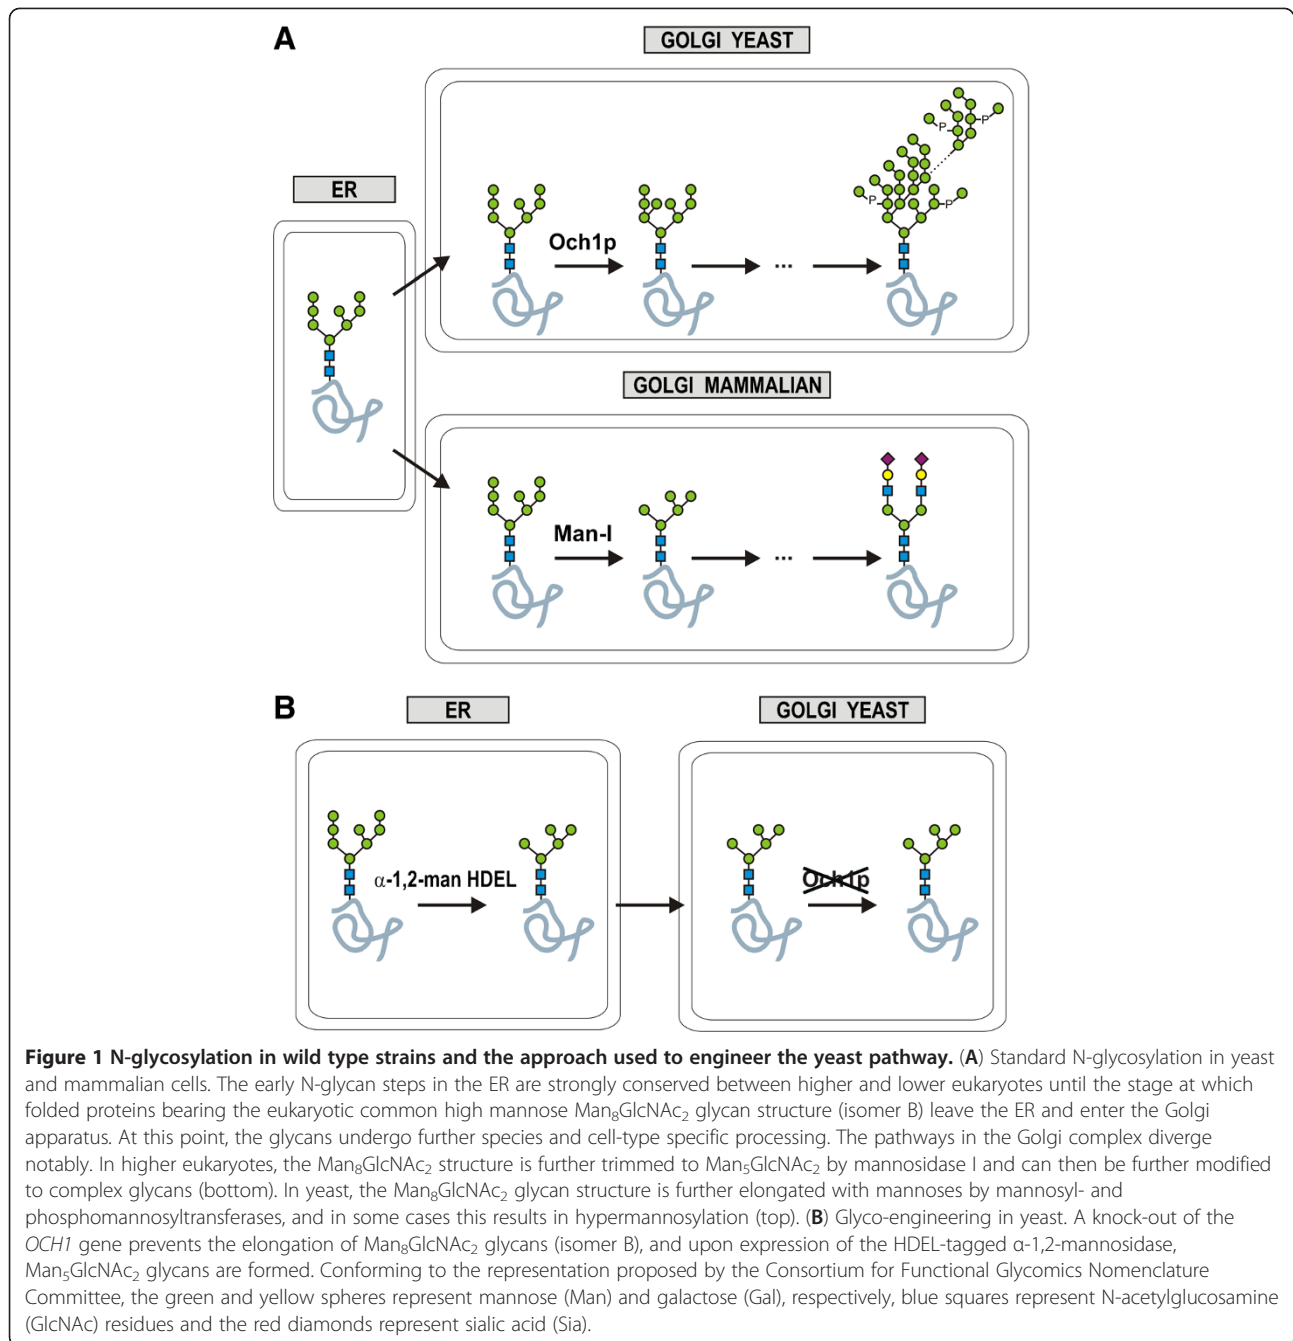 A
GOLGI YEAST
ER
Och1p
...
P
P
P
P
GOLGI MAMMALIAN
Man-I
...
B
ER
GOLGI YEAST
α-1,2-man HDEL
Och1p
Figure 1 N-glycosylation in wild type strains and the approach used to engineer the yeast pathway. (A) Standard N-glycosylation in yeast
and mammalian cells. The early N-glycan steps in the ER are strongly conserved between higher and lower eukaryotes until the stage at which
folded proteins bearing the eukaryotic common high mannose Man₈GlcNAc₂ glycan structure (isomer B) leave the ER and enter the Golgi
apparatus. At this point, the glycans undergo further species and cell-type specific processing. The pathways in the Golgi complex diverge
notably. In higher eukaryotes, the Man₈GlcNAc₂ structure is further trimmed to Man₅GlcNAc₂ by mannosidase I and can then be further modified
to complex glycans (bottom). In yeast, the Man₈GlcNAc₂ glycan structure is further elongated with mannoses by mannosyl- and
phosphomannosyltransferases, and in some cases this results in hypermannosylation (top). (B) Glyco-engineering in yeast. A knock-out of the
OCH1 gene prevents the elongation of Man₈GlcNAc₂ glycans (isomer B), and upon expression of the HDEL-tagged α-1,2-mannosidase,
Man₅GlcNAc₂ glycans are formed. Conforming to the representation proposed by the Consortium for Functional Glycomics Nomenclature
Committee, the green and yellow spheres represent mannose (Man) and galactose (Gal), respectively, blue squares represent N-acetylglucosamine
(GlcNAc) residues and the red diamonds represent sialic acid (Sia).